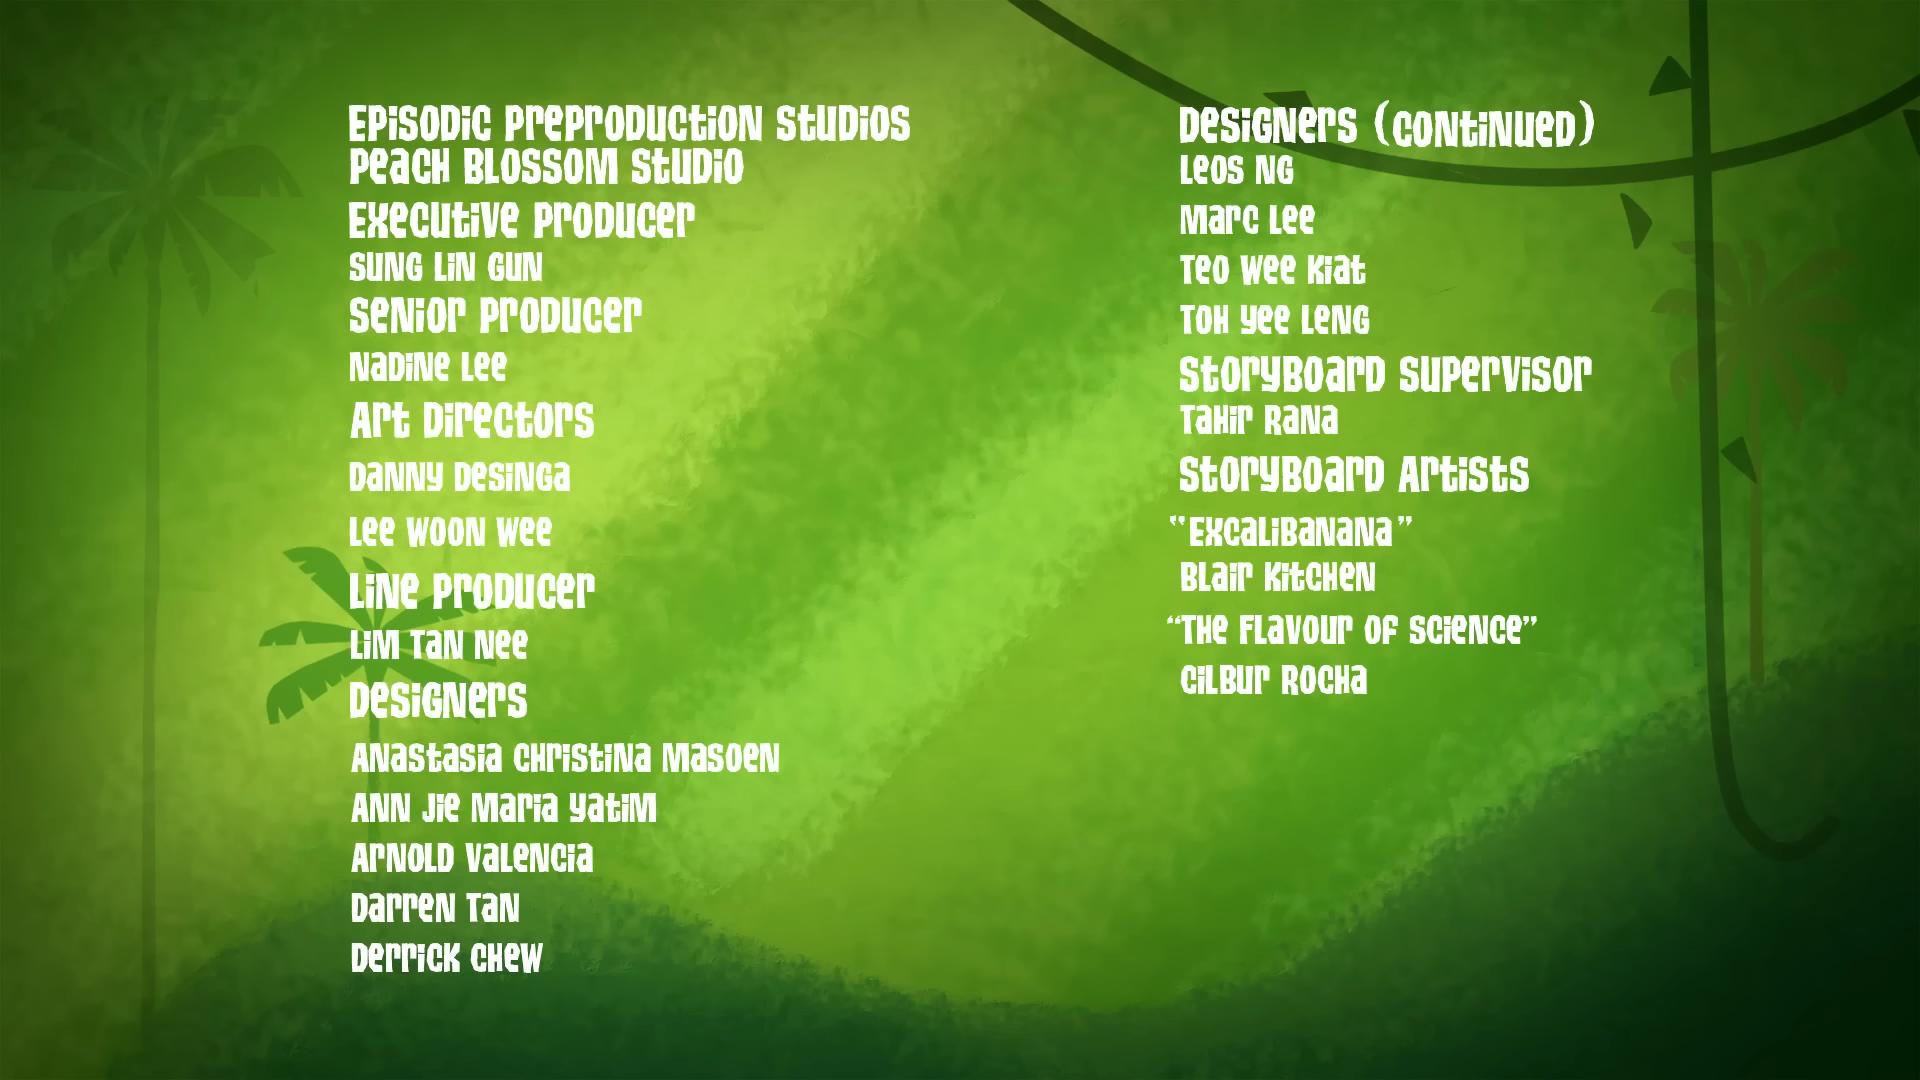 Episodic Preproduction Studios
Peach Blossom Studio
Executive Producer
Sung Lin Gun
Senior Producer
Nadine Lee
Art Directors
Danny Desinga
Lee Woon Wee
Line Producer
Lim Tan Nee
Designers
Anastasia Christina Masoen
Ann Jie Maria Yatim
Arnold Valencia
Darren Tan
Derrick Chew
Designers (continued)
Leos Ng
Marc Lee
Teo Wee Kiat
Toh Yee Leng
Storyboard Supervisor
Tahir Rana
Storyboard Artists
“Excalibanana”
Blair Kitchen
“The Flavour of Science”
Cilbur Rocha